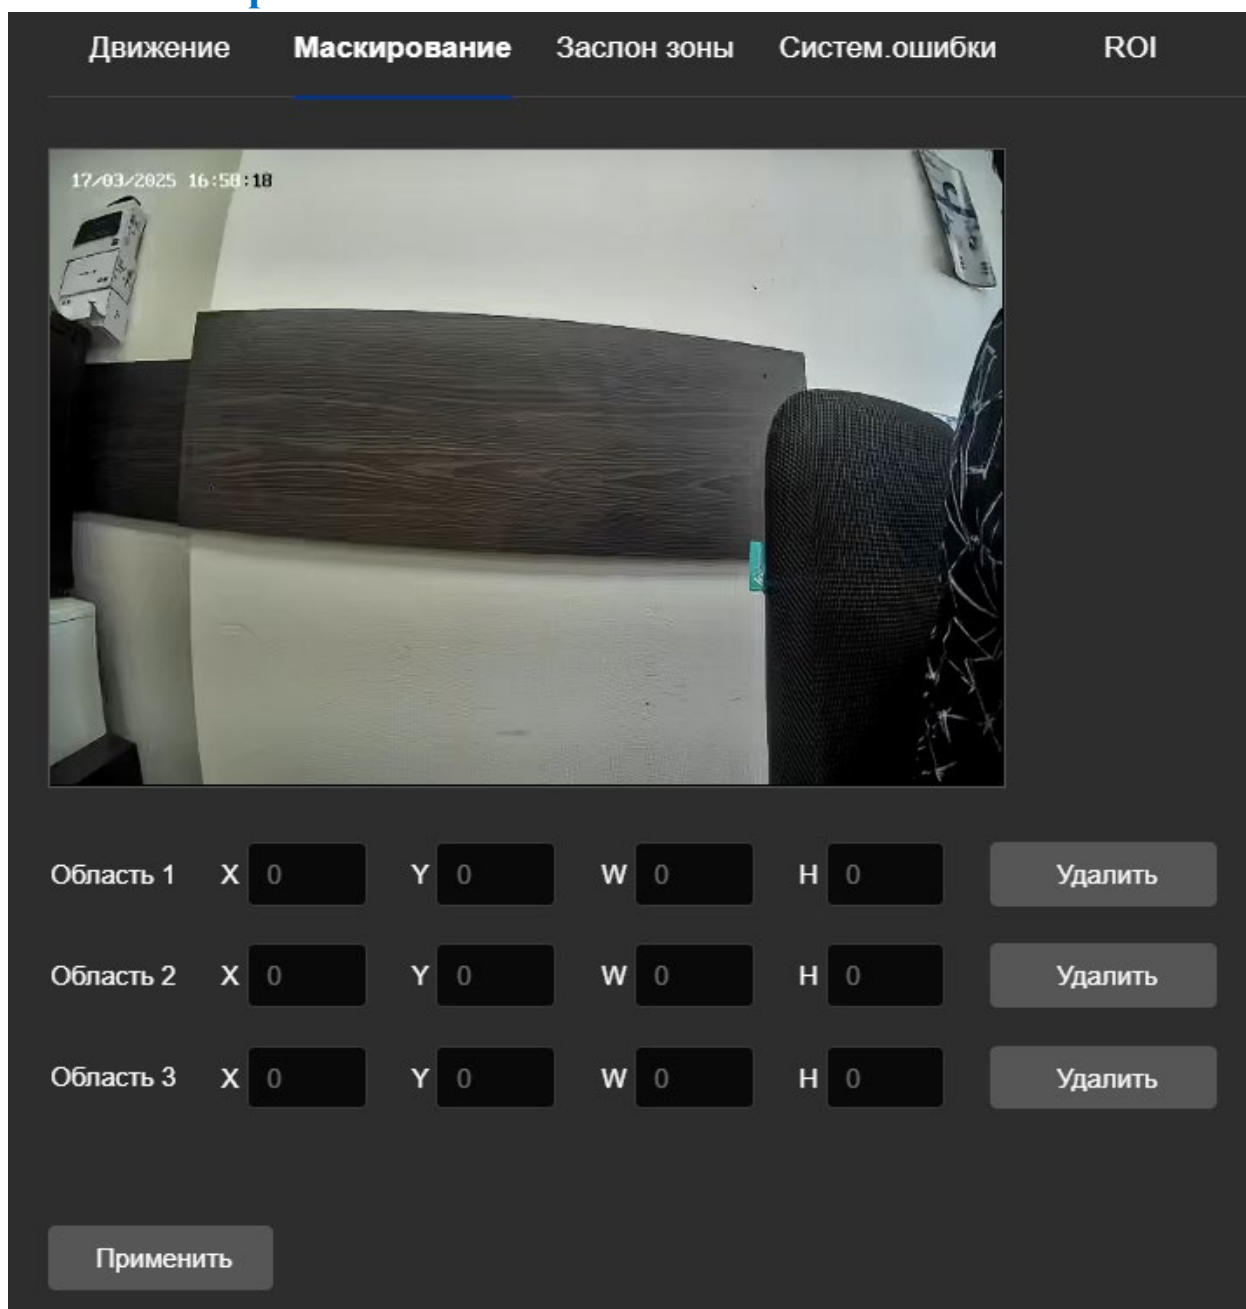 Движение Маскирование Заслон зоны Систем.ошибки ROI
17/03/2025 16:58:18
Область 1 X 0 Y 0 W 0 H 0 Удалить
Область 2 X 0 Y 0 W 0 H 0 Удалить
Область 3 X 0 Y 0 W 0 H 0 Удалить
Применить